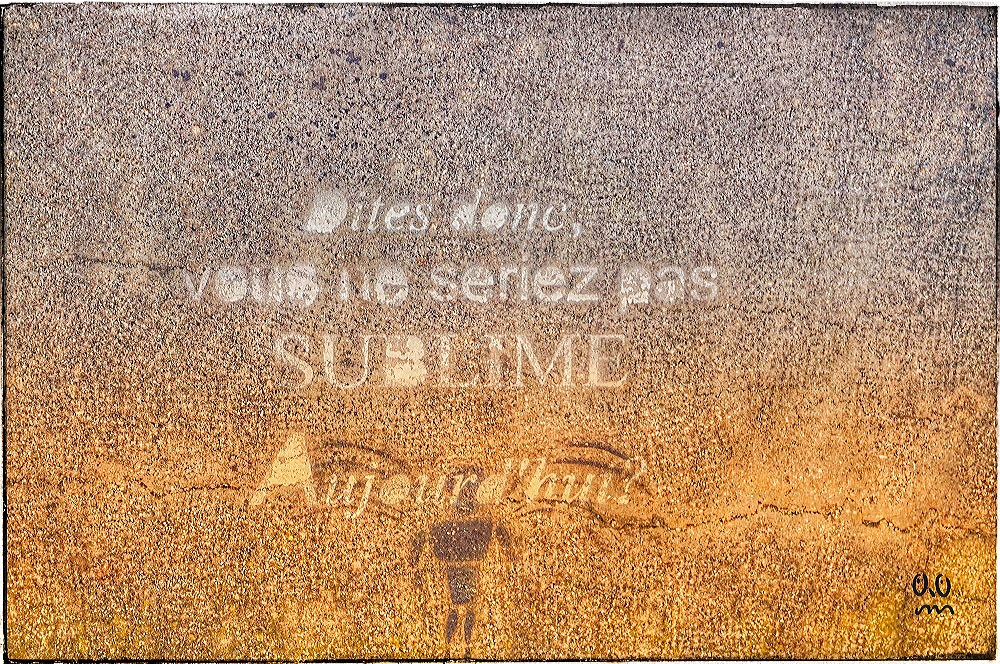 Dites donc,
vous ne seriez pas
SUBLIME
Aujourd'hui?